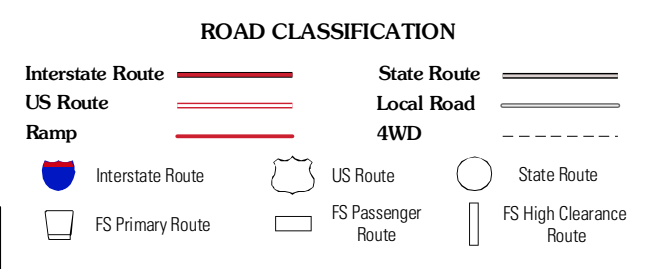 ROAD CLASSIFICATION
Interstate Route
State Route
US Route
Local Road
Ramp
4WD
Interstate Route
US Route
State Route
FS Primary Route
FS Passenger
Route
FS High Clearance
Route